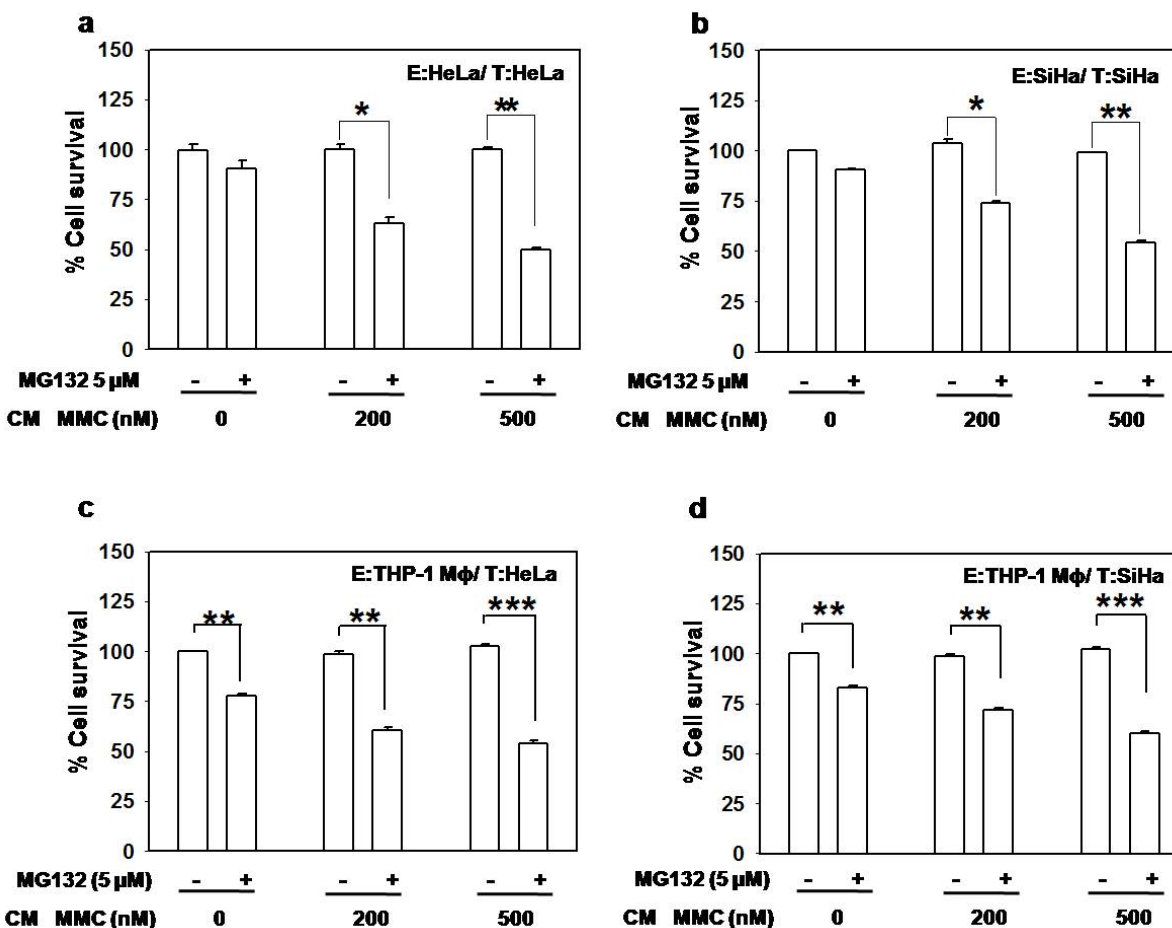 a
150
125
100
75
50
25
0
% Cell survival
E:HeLa/ T:HeLa
*
**
MG132 5 µM - + - + - +
CM MMC (nM) 0 200 500
b
150
125
100
75
50
25
0
% Cell survival
E:SiHa/ T:SiHa
*
**
MG132 5 µM - + - + - +
CM MMC (nM) 0 200 500
c
150
125
100
75
50
25
0
% Cell survival
E:THP-1 Mϕ/ T:HeLa
**
**
***
MG132 (5 µM) - + - + - +
CM MMC (nM) 0 200 500
d
150
125
100
75
50
25
0
% Cell survival
E:THP-1 Mϕ/ T:SiHa
**
**
***
MG132 (5 µM) - + - + - +
CM MMC (nM) 0 200 500